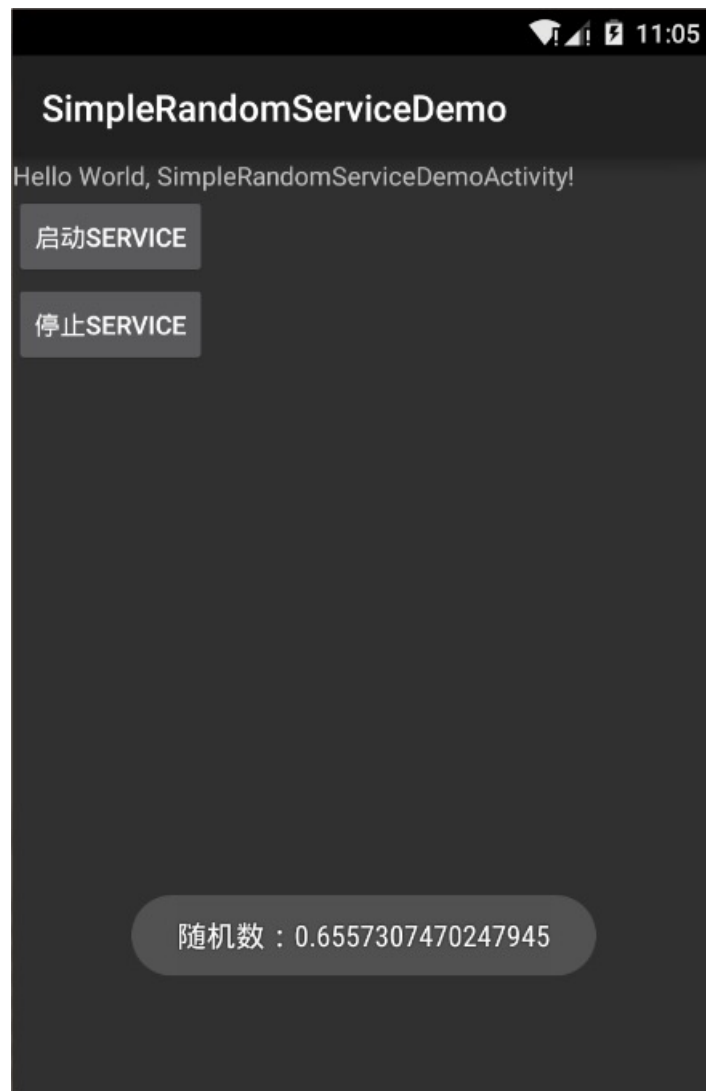 11:05
SimpleRandomServiceDemo
Hello World, SimpleRandomServiceDemoActivity!
启动SERVICE
停止SERVICE
随机数：0.6557307470247945